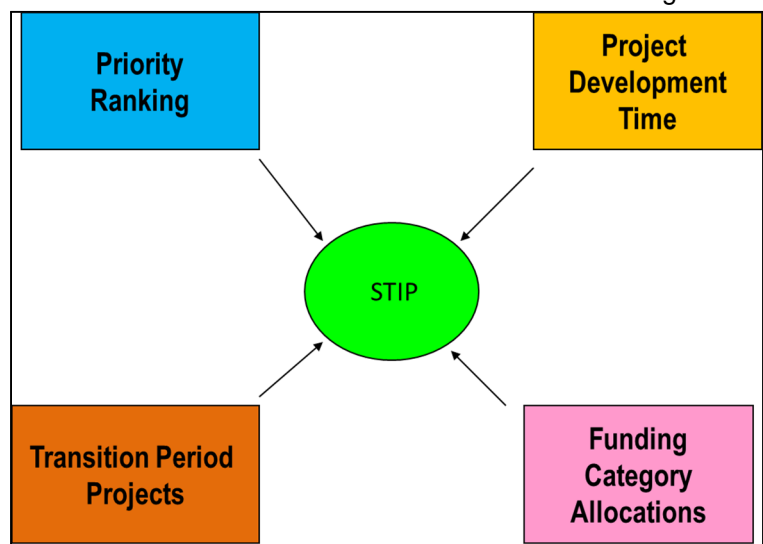 Priority
Ranking
Project
Development
Time
STIP
Transition Period
Projects
Funding
Category
Allocations